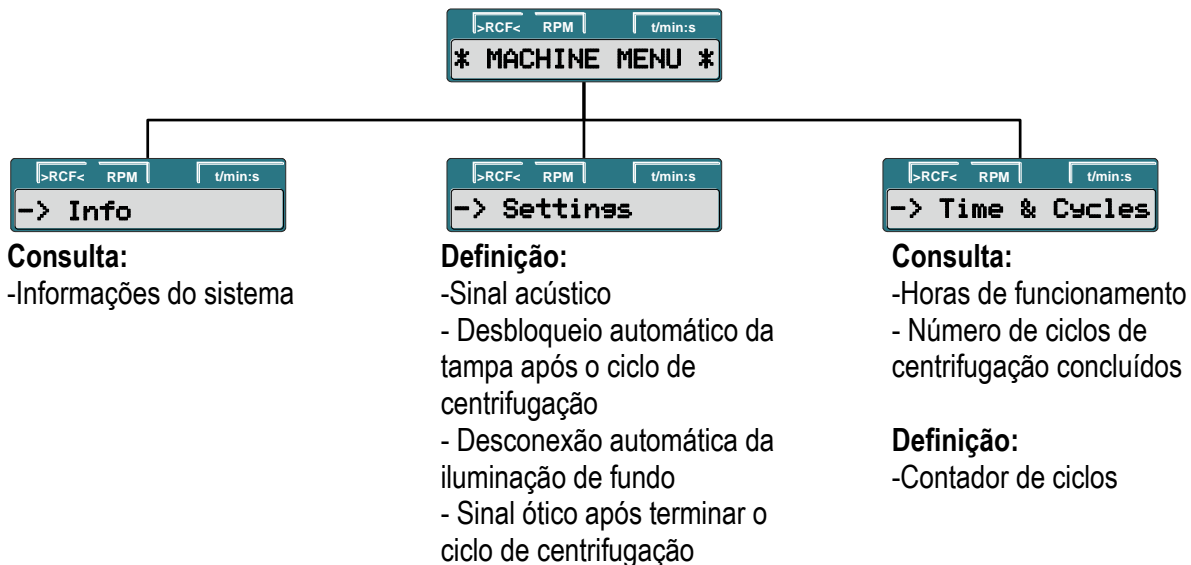 >RCF< RPM t/min:s
* MACHINE MENU *
>RCF< RPM t/min:s
-> Info
Consulta:
-Informações do sistema
>RCF< RPM t/min:s
-> Settings
Definição:
-Sinal acústico
- Desbloqueio automático da
tampa após o ciclo de
centrifugação
- Desconexão automática da
iluminação de fundo
- Sinal ótico após terminar o
ciclo de centrifugação
>RCF< RPM t/min:s
-> Time & Cycles
Consulta:
-Horas de funcionamento
- Número de ciclos de
centrifugação concluídos
Definição:
-Contador de ciclos